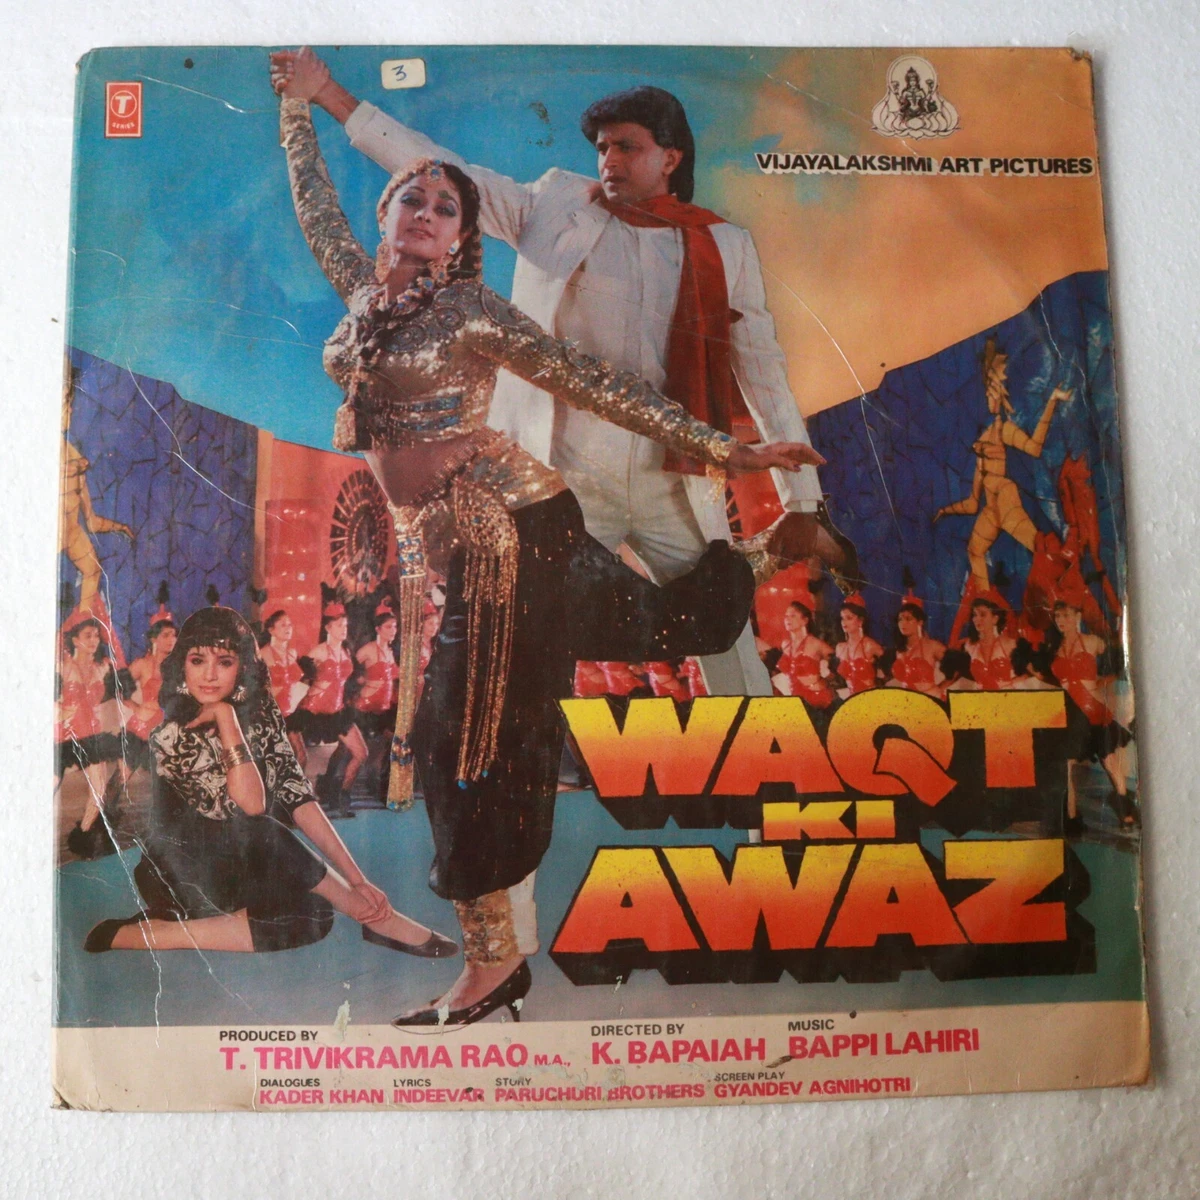 3
T
SERIES
VIJAYALAKSHMI ART PICTURES
WAQT
KI
AWAZ
PRODUCED BY
T. TRIVIKRAMA RAO M.A.,
DIRECTED BY
K. BAPAIAH
MUSIC
BAPPI LAHIRI
DIALOGUES
KADER KHAN
LYRICS
INDEEVAR
STORY
PARUCHURI BROTHERS
SCREEN PLAY
GYANDEV AGNIHOTRI